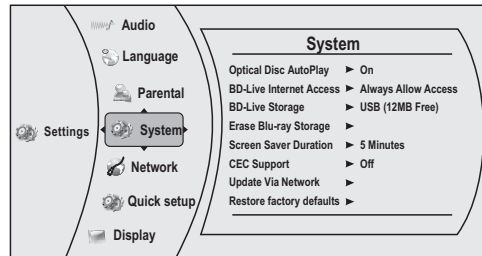 Settings
Audio
Language
Parental
System
Network
Quick setup
Display
System
Optical Disc AutoPlay ► On
BD-Live Internet Access ► Always Allow Access
BD-Live Storage ► USB (12MB Free)
Erase Blu-ray Storage ►
Screen Saver Duration ► 5 Minutes
CEC Support ► Off
Update Via Network ►
Restore factory defaults ►